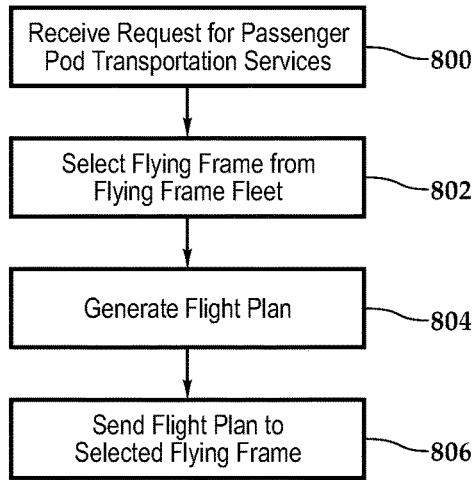 Receive Request for Passenger
Pod Transportation Services
800
Select Flying Frame from
Flying Frame Fleet
802
Generate Flight Plan
804
Send Flight Plan to
Selected Flying Frame
806